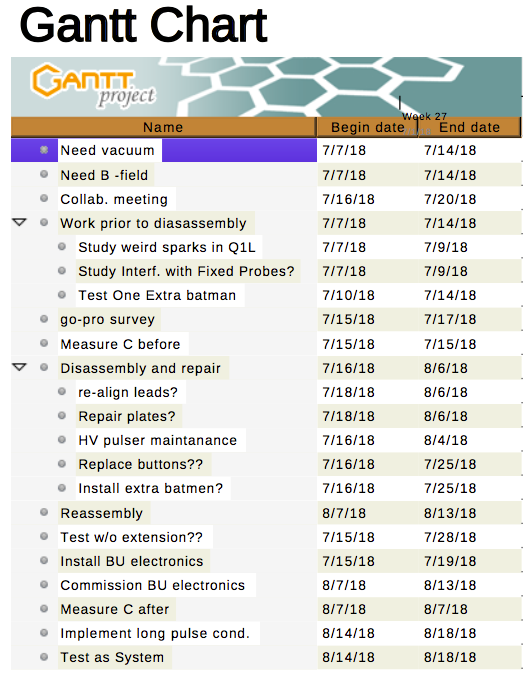 Gantt Chart
GANTT
project
Week 27
Name Begin date End date
Need vacuum 7/7/18 7/14/18
Need B -field 7/7/18 7/14/18
Collab. meeting 7/16/18 7/20/18
Work prior to diasassembly 7/7/18 7/14/18
Study weird sparks in Q1L 7/7/18 7/9/18
Study Interf. with Fixed Probes? 7/7/18 7/9/18
Test One Extra batman 7/10/18 7/14/18
go-pro survey 7/15/18 7/17/18
Measure C before 7/15/18 7/15/18
Disassembly and repair 7/16/18 8/6/18
re-align leads? 7/18/18 8/6/18
Repair plates? 7/18/18 8/6/18
HV pulser maintanance 7/16/18 8/4/18
Replace buttons?? 7/16/18 7/25/18
Install extra batmen? 7/16/18 7/25/18
Reassembly 8/7/18 8/13/18
Test w/o extension?? 7/15/18 7/28/18
Install BU electronics 7/15/18 7/19/18
Commission BU electronics 8/7/18 8/13/18
Measure C after 8/7/18 8/7/18
Implement long pulse cond. 8/14/18 8/18/18
Test as System 8/14/18 8/18/18